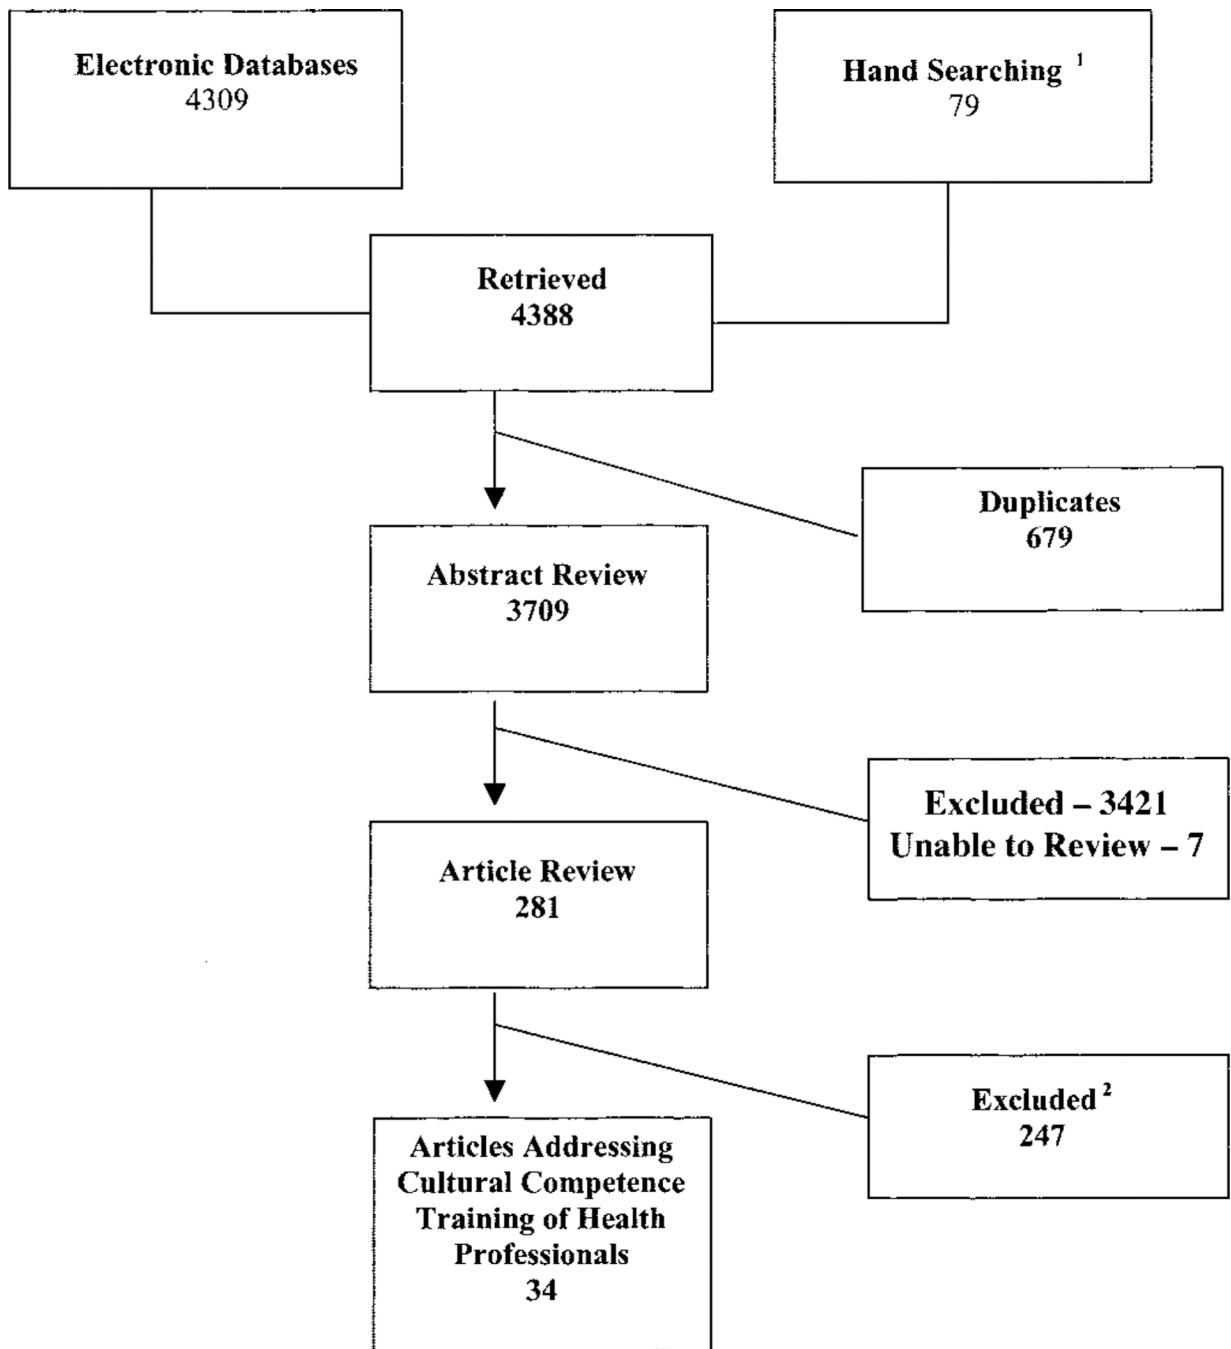 Electronic Databases
4309
Hand Searching 1
79
Retrieved
4388
Duplicates
679
Abstract Review
3709
Excluded – 3421
Unable to Review – 7
Article Review
281
Excluded 2
247
Articles Addressing
Cultural Competence
Training of Health
Professionals
34